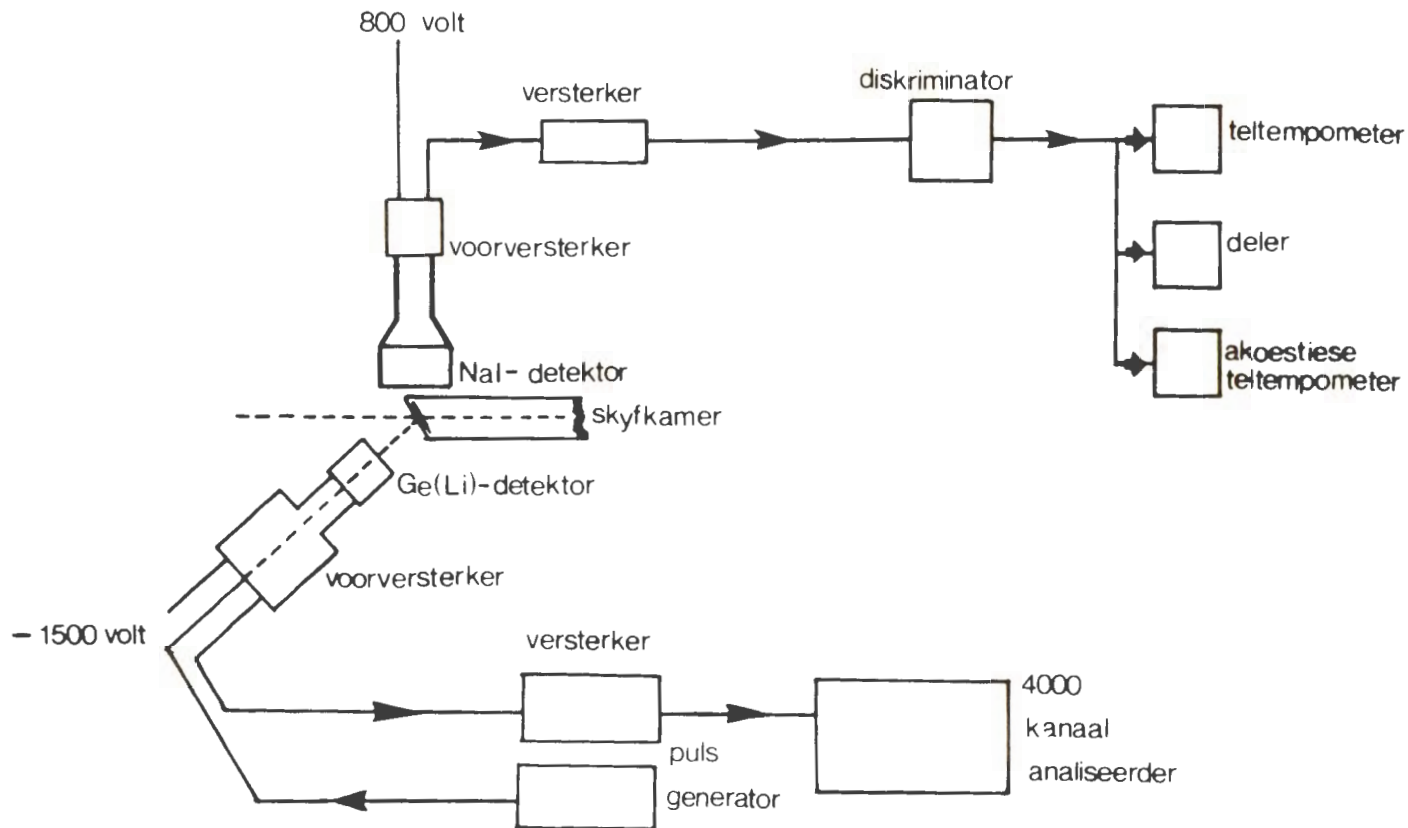 800 volt
versterker
diskriminator
teltempometer
voorversterker
deler
NaI- detektor
akoestiese
teltempometer
skyfkamer
Ge(Li)-detektor
voorversterker
- 1500 volt
versterker
4000
kanaal
analiseerder
puls
generator